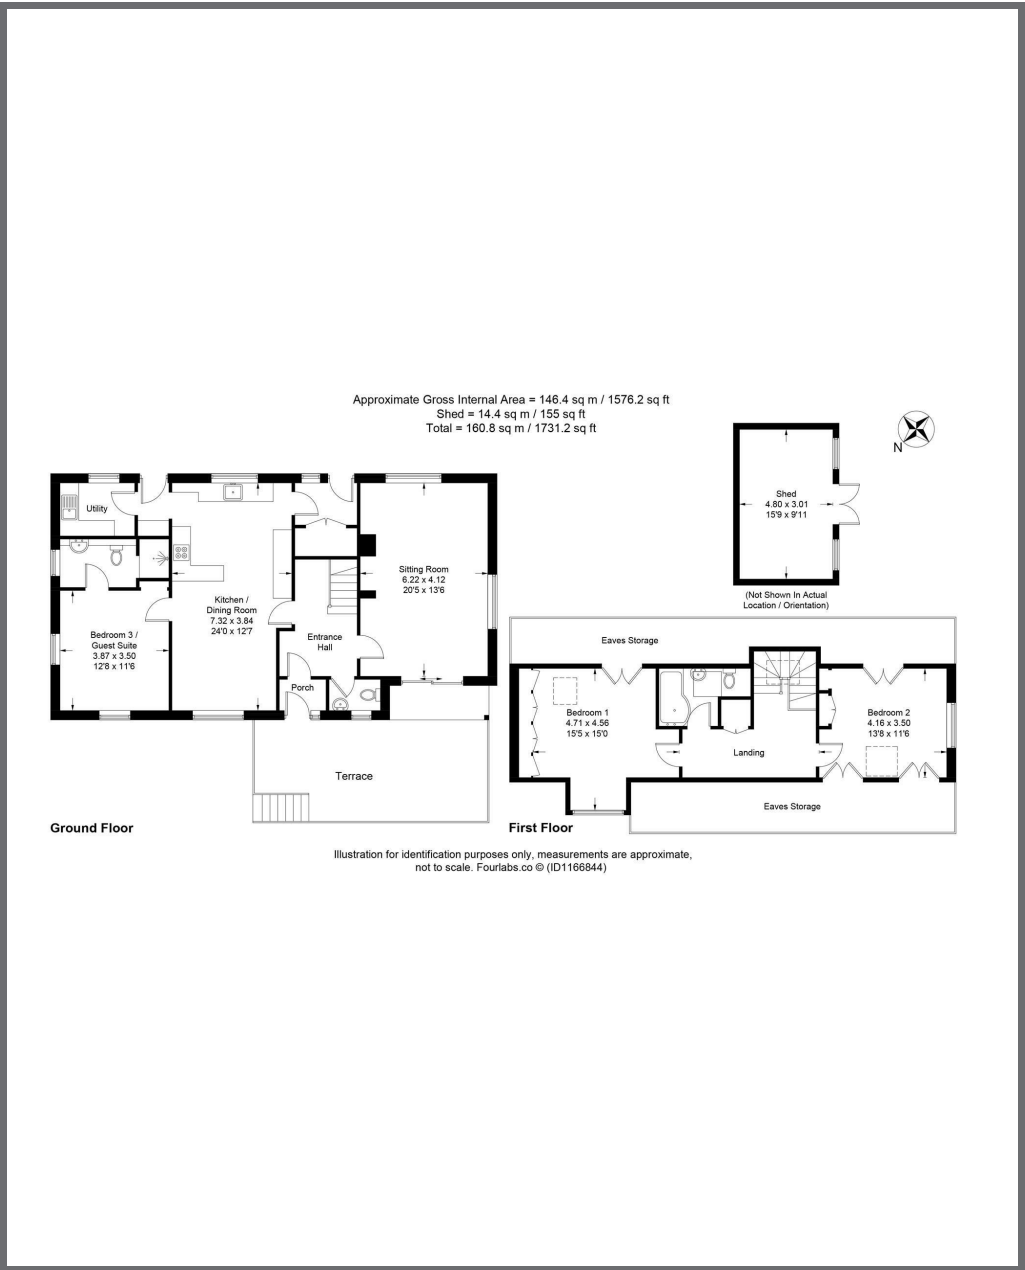 Approximate Gross Internal Area = 146.4 sq m / 1576.2 sq ft
Shed = 14.4 sq m / 155 sq ft
Total = 160.8 sq m / 1731.2 sq ft
N
Shed
4.80 x 3.01
15'9 x 9'11
(Not Shown In Actual
Location / Orientation)
Utility
Kitchen /
Dining Room
7.32 x 3.84
24'0 x 12'7
Sitting Room
6.22 x 4.12
20'5 x 13'6
Bedroom 3 /
Guest Suite
3.87 x 3.50
12'8 x 11'6
Entrance
Hall
Porch
Terrace
Ground Floor
Eaves Storage
Bedroom 1
4.71 x 4.56
15'5 x 15'0
Landing
Bedroom 2
4.16 x 3.50
13'8 x 11'6
Eaves Storage
First Floor
Illustration for identification purposes only, measurements are approximate,
not to scale. Fourlabs.co © (ID1166844)